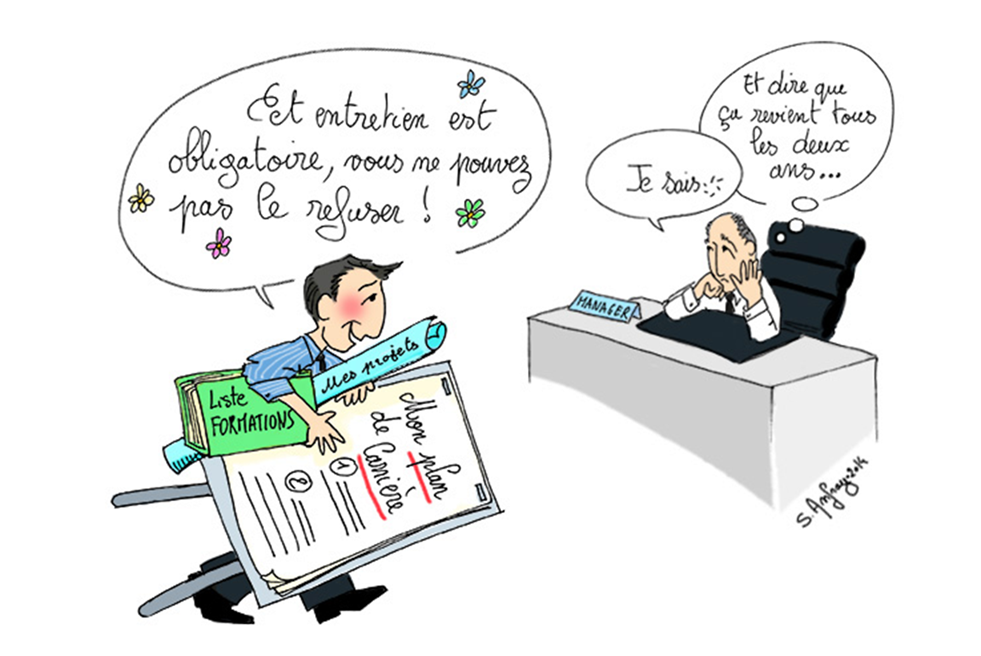 Cet entretien est
obligatoire, vous ne pouvez
pas le refuser !
Et dire que
ça revient tous
les deux
ans...
Je sais...
MANAGER
Mes projets
Liste
FORMATIONS
Mon plan
de Carrière
1
2
S. Anfray 2014